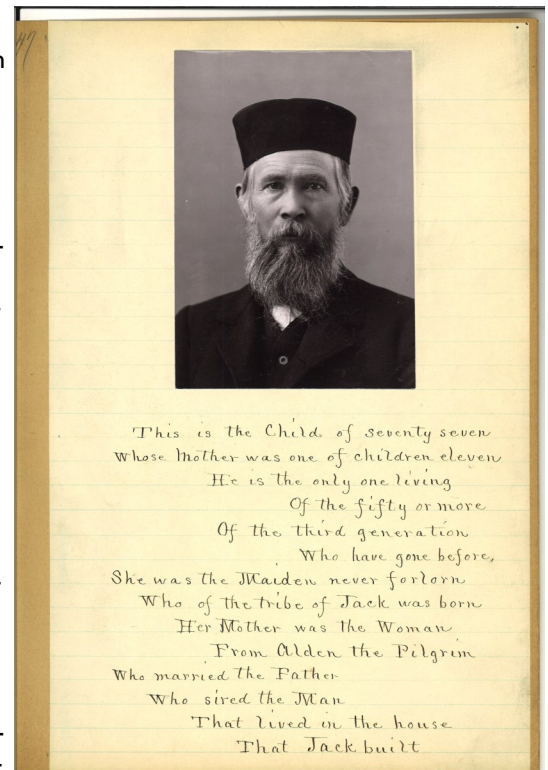 97
This is the Child of seventy seven
Whose Mother was one of children eleven
He is the only one living
Of the fifty or more
Of the third generation
Who have gone before,
She was the Maiden never forlorn
Who of the tribe of Jack was born
Her Mother was the Woman
From Alden the Pilgrim
Who married the Father
Who sired the Man
That lived in the house
That Jack built